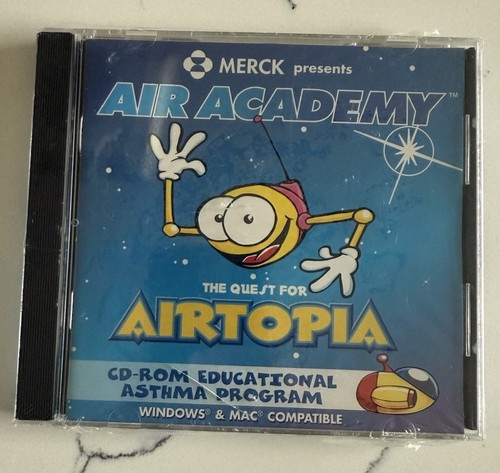 MERCK presents
AIR ACADEMY™
THE QUEST FOR
AIRTOPIA
CD-ROM EDUCATIONAL
ASTHMA PROGRAM
WINDOWS® & MAC® COMPATIBLE